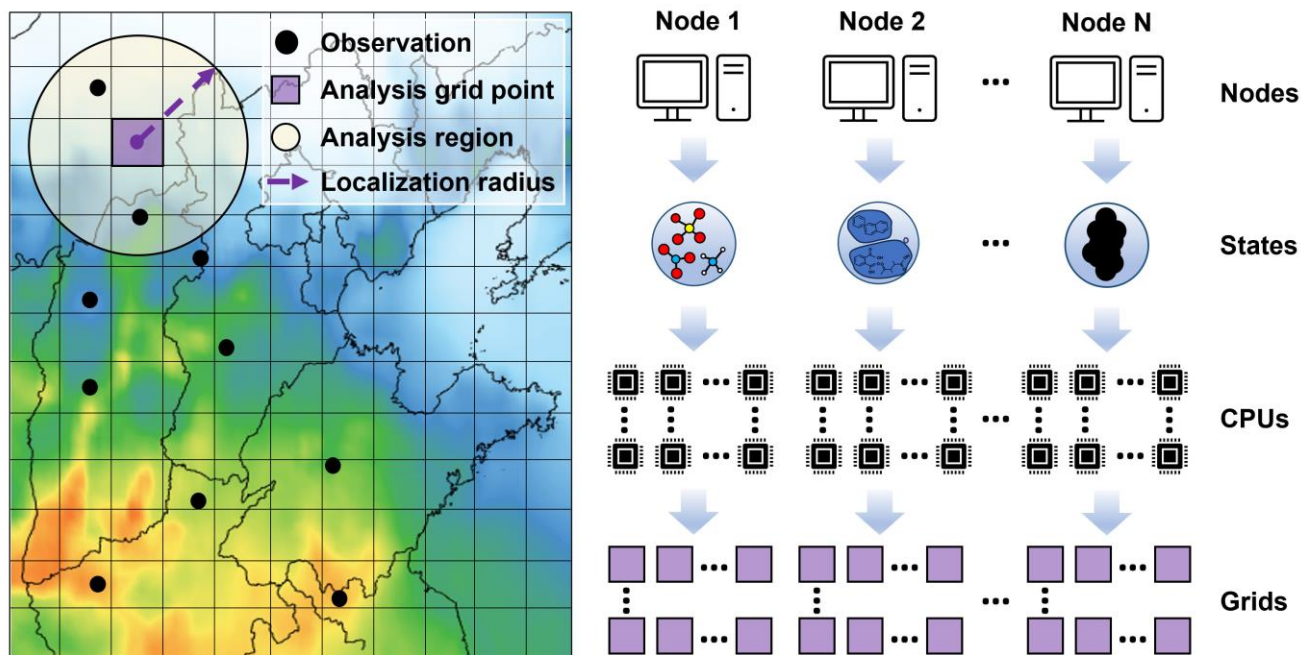 Observation
Analysis grid point
Analysis region
Localization radius
Node 1 Node 2 Node N
... Nodes
... States
... ... ... ... CPUs
... ... ...
... ... ...
... Grids
... ... ...